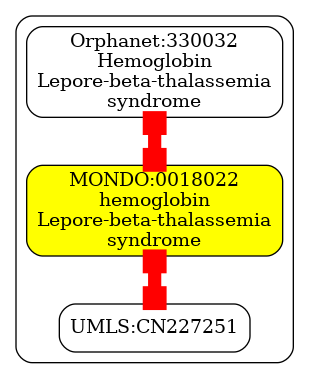 Orphanet:330032
Hemoglobin
Lepore-beta-thalassemia
syndrome
MONDO:0018022
hemoglobin
Lepore-beta-thalassemia
syndrome
UMLS:CN227251